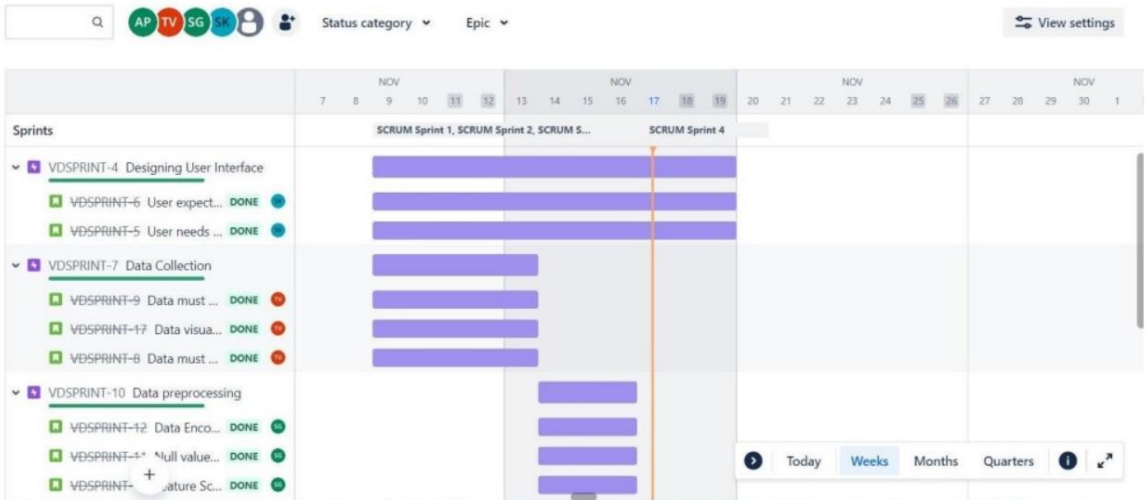 AP TV SG SK Status category Epic View settings
NOV NOV NOV NOV
7 8 9 10 11 12 13 14 15 16 17 18 19 20 21 22 23 24 25 26 27 28 29 30 1
Sprints SCRUM Sprint 1, SCRUM Sprint 2, SCRUM S... SCRUM Sprint 4
VDSPRINT-4 Designing User Interface
VDSPRINT-6 User expect... DONE SK
VDSPRINT-5 User needs ... DONE SK
VDSPRINT-7 Data Collection
VDSPRINT-9 Data must ... DONE TV
VDSPRINT-17 Data visua... DONE TV
VDSPRINT-8 Data must ... DONE TV
VDSPRINT-10 Data preprocessing
VDSPRINT-12 Data Enco... DONE SG
Null value... DONE SG
Today Weeks Months Quarters
Sc... DONE SG